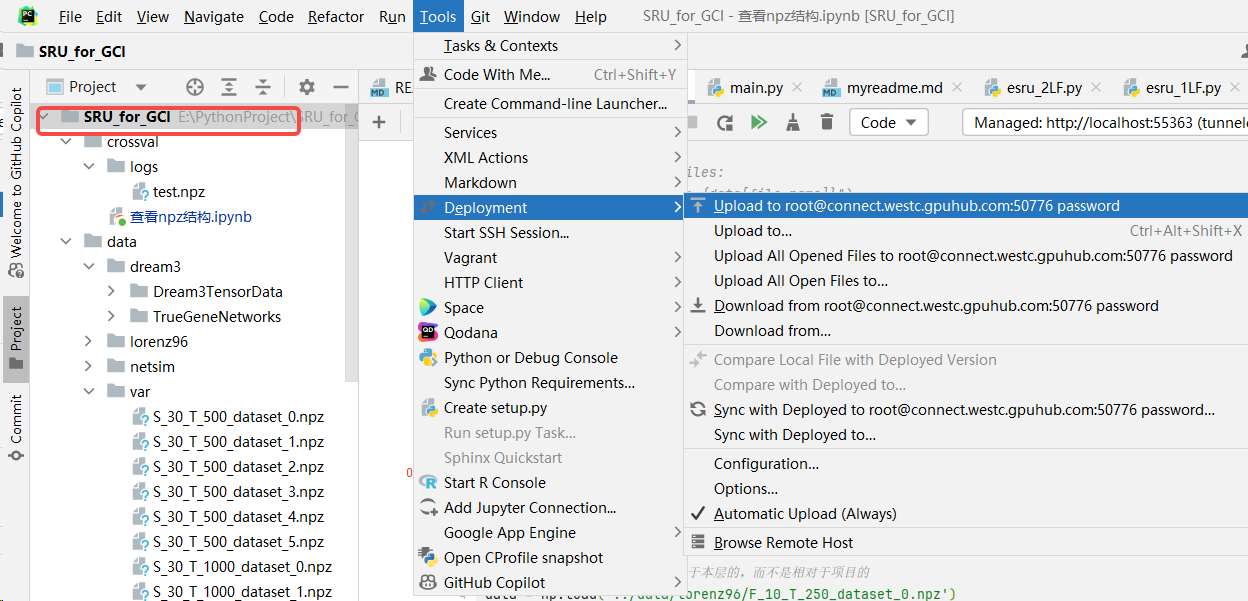 File Edit View Navigate Code Refactor Run Tools Git Window Help SRU_for_GCI - 查看npz结构.ipynb [SRU_for_GCI]
SRU_for_GCI
Project
SRU_for_GCI E:\PythonProject\SRU_for_
crossval
logs
test.npz
查看npz结构.ipynb
data
dream3
Dream3TensorData
TrueGeneNetworks
lorenz96
netsim
var
S_30_T_500_dataset_0.npz
S_30_T_500_dataset_1.npz
S_30_T_500_dataset_2.npz
S_30_T_500_dataset_3.npz
S_30_T_500_dataset_4.npz
S_30_T_500_dataset_5.npz
S_30_T_1000_dataset_0.npz
S_30_T_1000_dataset_1.npz
Welcome to GitHub Copilot
Project
Commit
Tasks & Contexts
Code With Me... Ctrl+Shift+Y
Create Command-line Launcher...
Services
XML Actions
Markdown
Deployment
Start SSH Session...
Vagrant
HTTP Client
Space
Qodana
Python or Debug Console
Sync Python Requirements...
Create setup.py
Run setup.py Task...
Sphinx Quickstart
Start R Console
Add Jupyter Connection...
Google App Engine
Open CProfile snapshot
GitHub Copilot
RE
main.py myreadme.md esru_2LF.py esru_1LF.py
Code Managed: http://localhost:55363 (tunnel
iles:
Upload to root@connect.westc.gpuhub.com:50776 password
Upload to... Ctrl+Alt+Shift+X
Upload All Opened Files to root@connect.westc.gpuhub.com:50776 password
Upload All Open Files to...
Download from root@connect.westc.gpuhub.com:50776 password
Download from...
Compare Local File with Deployed Version
Compare with Deployed to...
Sync with Deployed to root@connect.westc.gpuhub.com:50776 password...
Sync with Deployed to...
Configuration...
Options...
Automatic Upload (Always)
Browse Remote Host
于本层的，而不是相对于项目的
data = np.load('../data/lorenz96/F_10_T_250_dataset_0.npz')